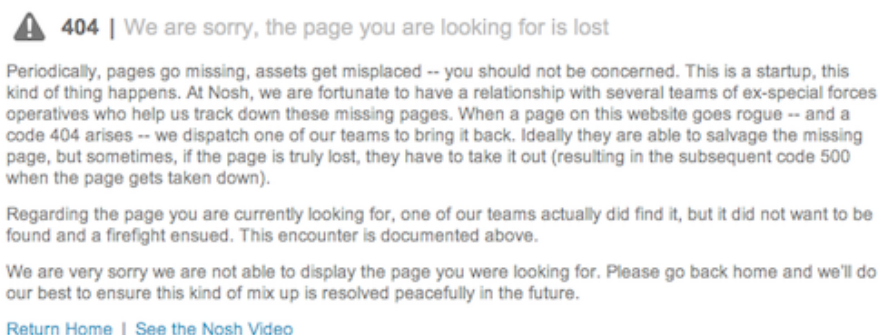 404 | We are sorry, the page you are looking for is lost
Periodically, pages go missing, assets get misplaced -- you should not be concerned. This is a startup, this
kind of thing happens. At Nosh, we are fortunate to have a relationship with several teams of ex-special forces
operatives who help us track down these missing pages. When a page on this website goes rogue -- and a
code 404 arises -- we dispatch one of our teams to bring it back. Ideally they are able to salvage the missing
page, but sometimes, if the page is truly lost, they have to take it out (resulting in the subsequent code 500
when the page gets taken down).
Regarding the page you are currently looking for, one of our teams actually did find it, but it did not want to be
found and a firefight ensued. This encounter is documented above.
We are very sorry we are not able to display the page you were looking for. Please go back home and we'll do
our best to ensure this kind of mix up is resolved peacefully in the future.
Return Home | See the Nosh Video